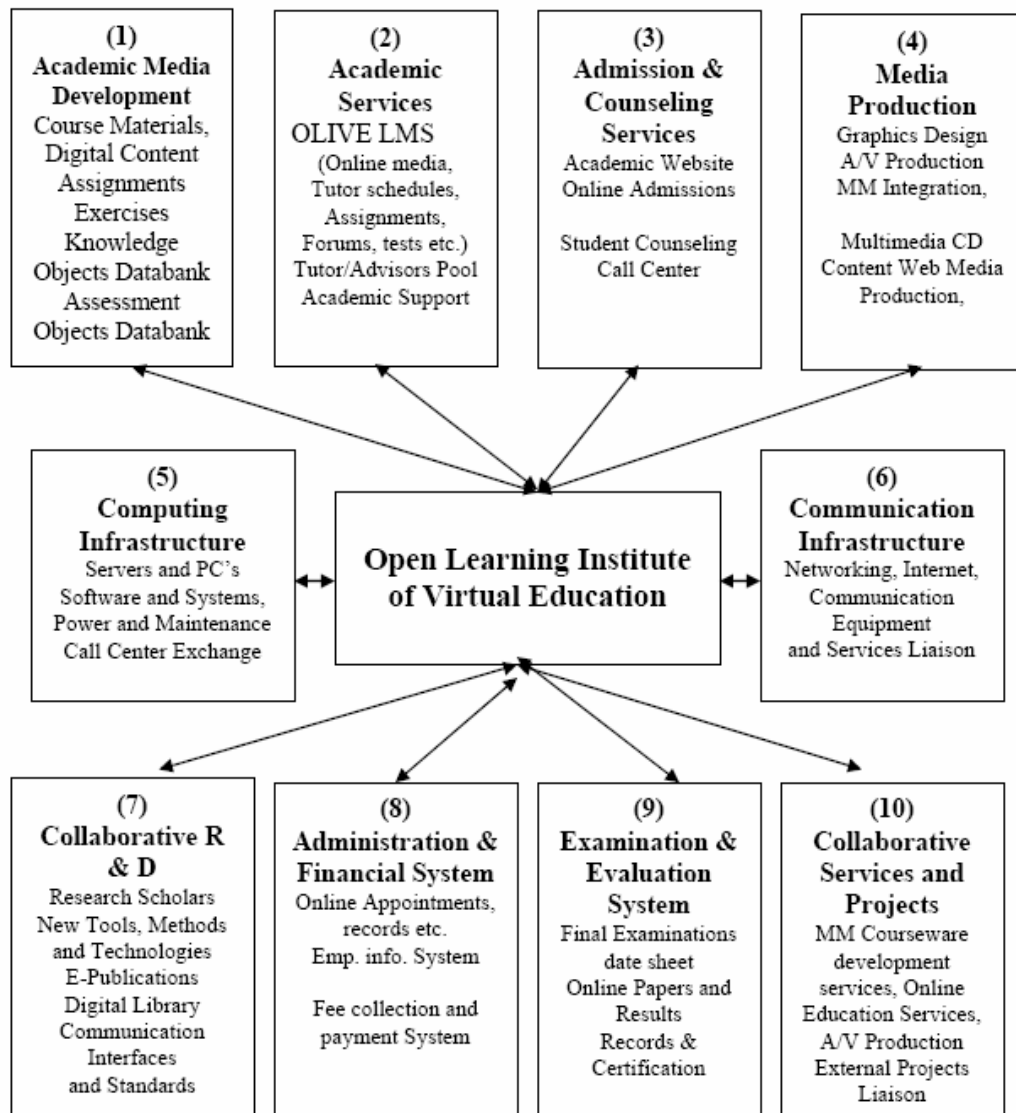 (1)
Academic Media
Development
Course Materials,
Digital Content
Assignments
Exercises
Knowledge
Objects Databank
Assessment
Objects Databank
(2)
Academic
Services
OLIVE LMS
(Online media,
Tutor schedules,
Assignments,
Forums, tests etc.)
Tutor/Advisors Pool
Academic Support
(3)
Admission &
Counseling
Services
Academic Website
Online Admissions
Student Counseling
Call Center
(4)
Media
Production
Graphics Design
A/V Production
MM Integration,
Multimedia CD
Content Web Media
Production,
(5)
Computing
Infrastructure
Servers and PC's
Software and Systems,
Power and Maintenance
Call Center Exchange
Open Learning Institute
of Virtual Education
(6)
Communication
Infrastructure
Networking, Internet,
Communication
Equipment
and Services Liaison
(7)
Collaborative R
& D
Research Scholars
New Tools, Methods
and Technologies
E-Publications
Digital Library
Communication
Interfaces
and Standards
(8)
Administration &
Financial System
Online Appointments,
records etc.
Emp. info. System
Fee collection and
payment System
(9)
Examination &
Evaluation
System
Final Examinations
date sheet
Online Papers and
Results
Records &
Certification
(10)
Collaborative
Services and
Projects
MM Courseware
development
services, Online
Education Services,
A/V Production
External Projects
Liaison